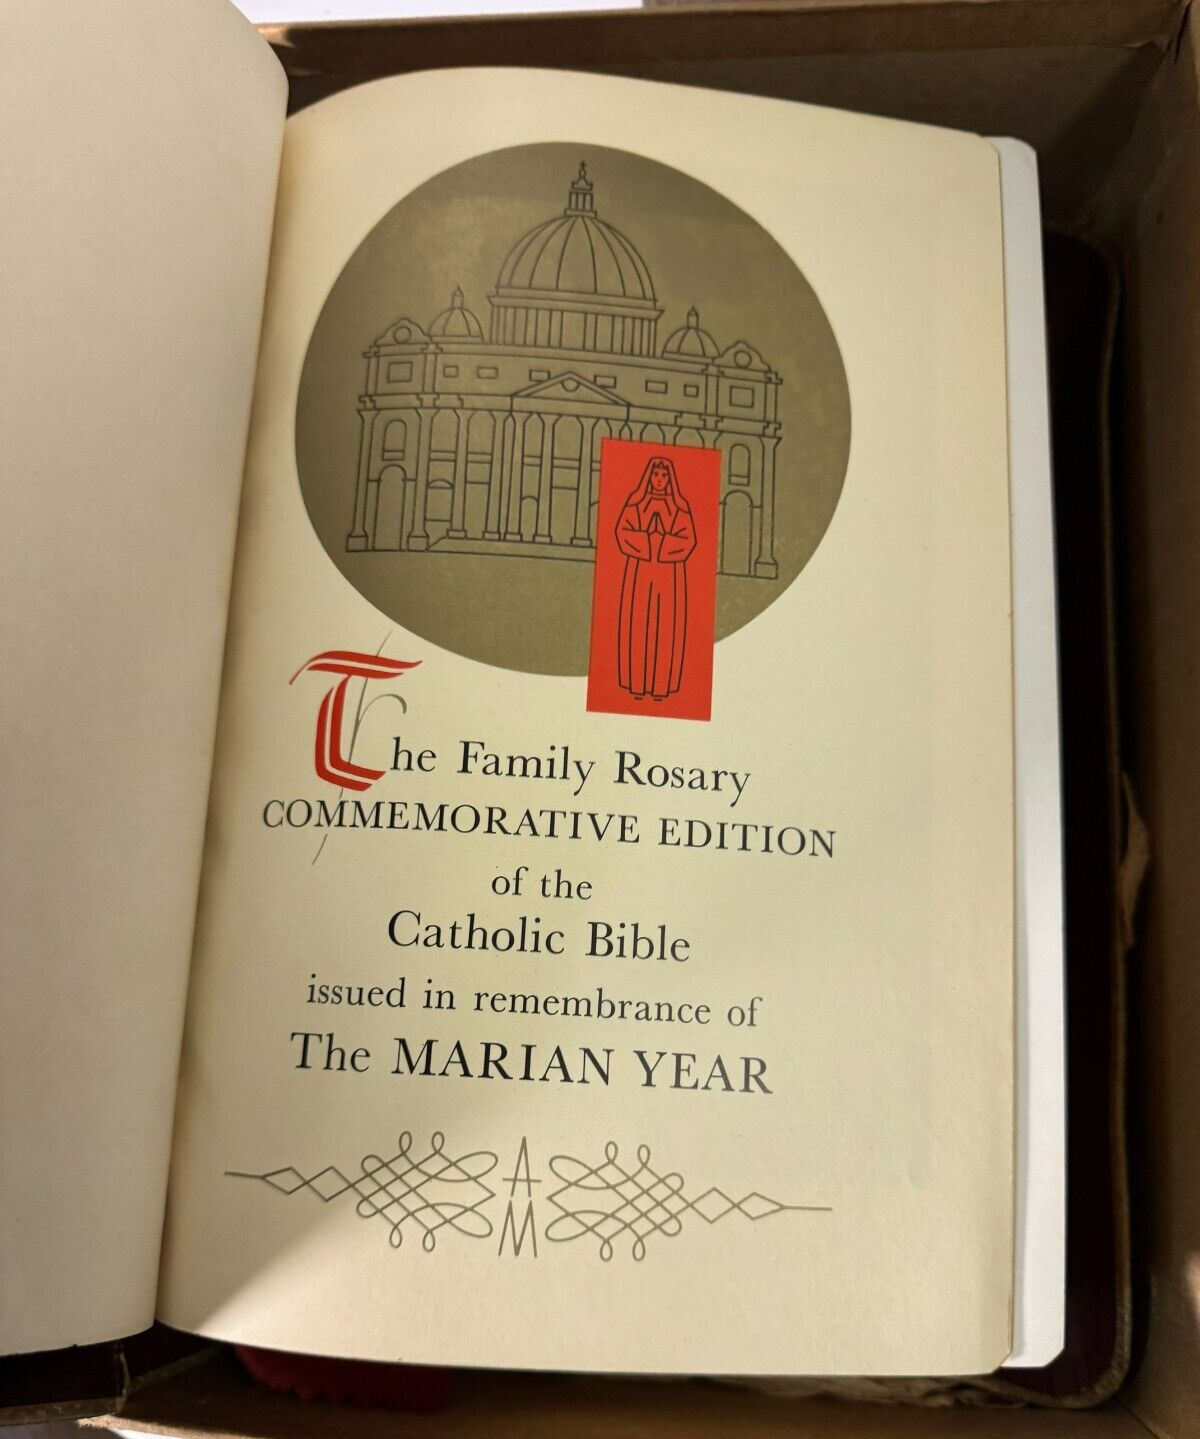 The Family Rosary
COMMEMORATIVE EDITION
of the
Catholic Bible
issued in remembrance of
The MARIAN YEAR
A
M